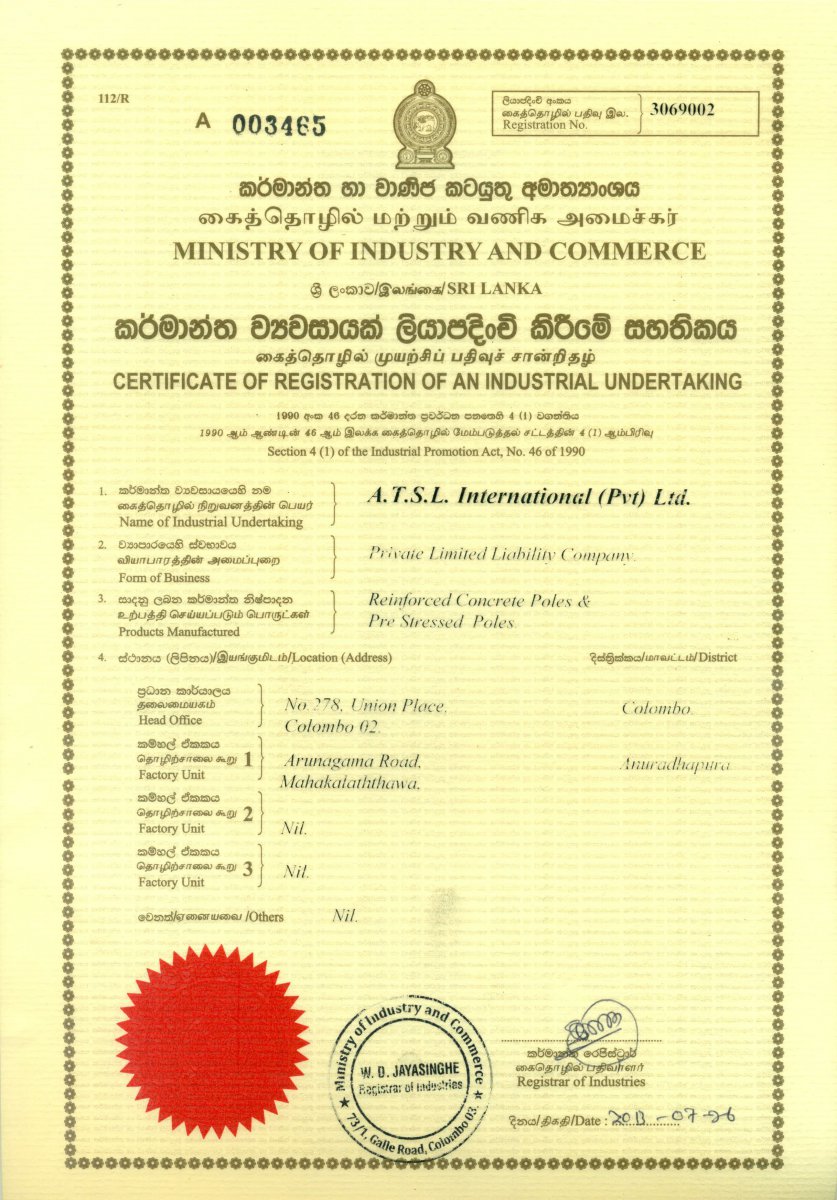 112/R
A 003465
ලියාපදිංචි අංකය
கைத்தொழில் பதிவு இல.
Registration No.
3069002
කර්මාන්ත හා වාණිජ කටයුතු අමාත්‍යාංශය
கைத்தொழில் மற்றும் வணிக அமைச்சர்
MINISTRY OF INDUSTRY AND COMMERCE
ශ්‍රී ලංකාව/இலங்கை/SRI LANKA
කර්මාන්ත ව්‍යවසායක් ලියාපදිංචි කිරීමේ සහතිකය
கைத்தொழில் முயற்சிப் பதிவுச் சான்றிதழ்
CERTIFICATE OF REGISTRATION OF AN INDUSTRIAL UNDERTAKING
1990 අංක 46 දරන කර්මාන්ත ප්‍රවර්ධන පනතෙහි 4 (1) වගන්තිය
1990 ஆம் ஆண்டின் 46 ஆம் இலக்க கைத்தொழில் மேம்படுத்தல் சட்டத்தின் 4 (1) ஆம்பிரிவு
Section 4 (1) of the Industrial Promotion Act, No. 46 of 1990
1. කර්මාන්ත ව්‍යවසායයෙහි නම
கைத்தொழில் நிறுவனத்தின் பெயர்
Name of Industrial Undertaking
A.T.S.L. International (Pvt) Ltd.
2. ව්‍යාපාරයෙහි ස්වභාවය
வியாபாரத்தின் அமைப்புறை
Form of Business
Private Limited Liability Company.
3. සාදනු ලබන කර්මාන්ත නිෂ්පාදන
உற்பத்தி செய்யப்படும் பொருட்கள்
Products Manufactured
Reinforced Concrete Poles &
Pre Stressed Poles
4. ස්ථානය (ලිපිනය)/இயங்குமிடம்/Location (Address)
දිස්ත්‍රික්කය/மாவட்டம்/District
ප්‍රධාන කාර්යාලය
தலைமையகம்
Head Office
No.278, Union Place,
Colombo 02.
Colombo.
කම්හල් ඒකකය
தொழிற்சாலை கூறு 1
Factory Unit
Arunagama Road,
Mahakalaththawa.
Anuradhapura
කම්හල් ඒකකය
தொழிற்சாலை கூறு 2
Factory Unit
Nil.
කම්හල් ඒකකය
தொழிற்சாலை கூறு 3
Factory Unit
Nil.
වෙනත්/ஏனையவை /Others
Nil.
Ministry of Industry and Commerce
W. D. JAYASINGHE
Registrar of Industries
★ 73/1, Galle Road, Colombo 03. ★
කර්මාන්ත රෙජිස්ට්‍රාර්
கைத்தொழில் பதிவாளர்
Registrar of Industries
දිනය/திகதி/Date : 2013-07-26